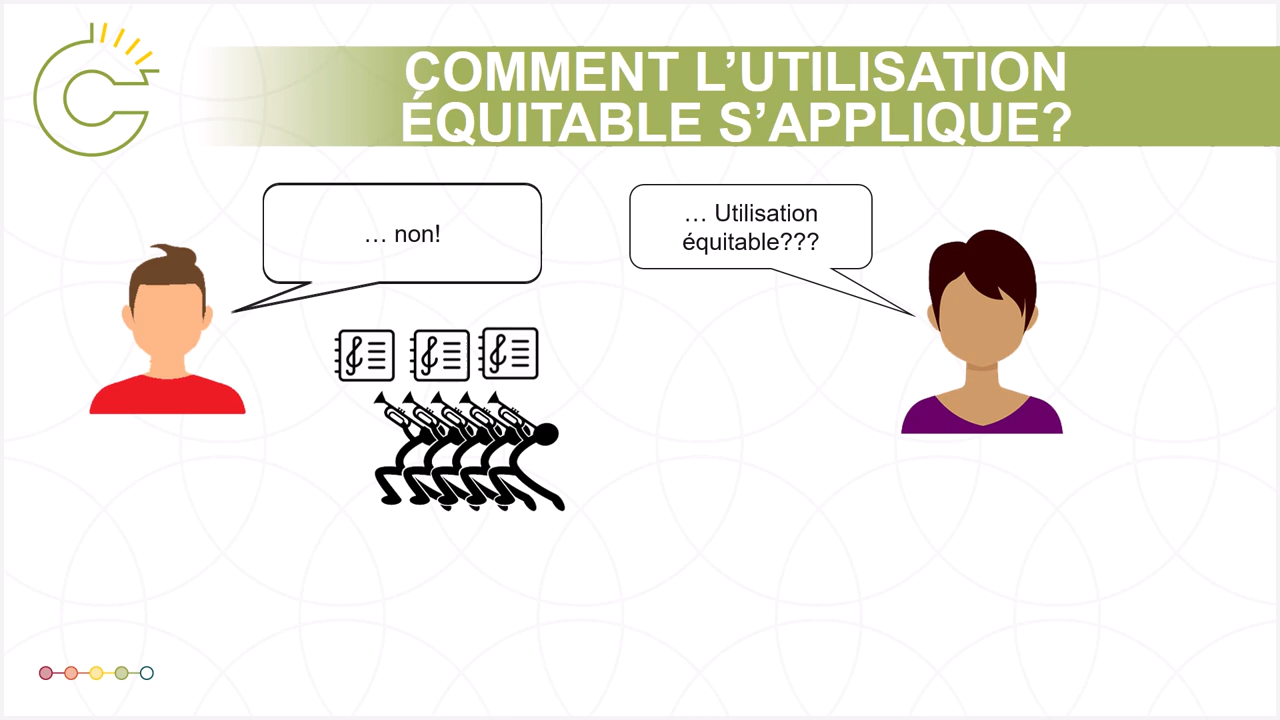 COMMENT L’UTILISATION
ÉQUITABLE S’APPLIQUE?
… non!
… Utilisation
équitable???